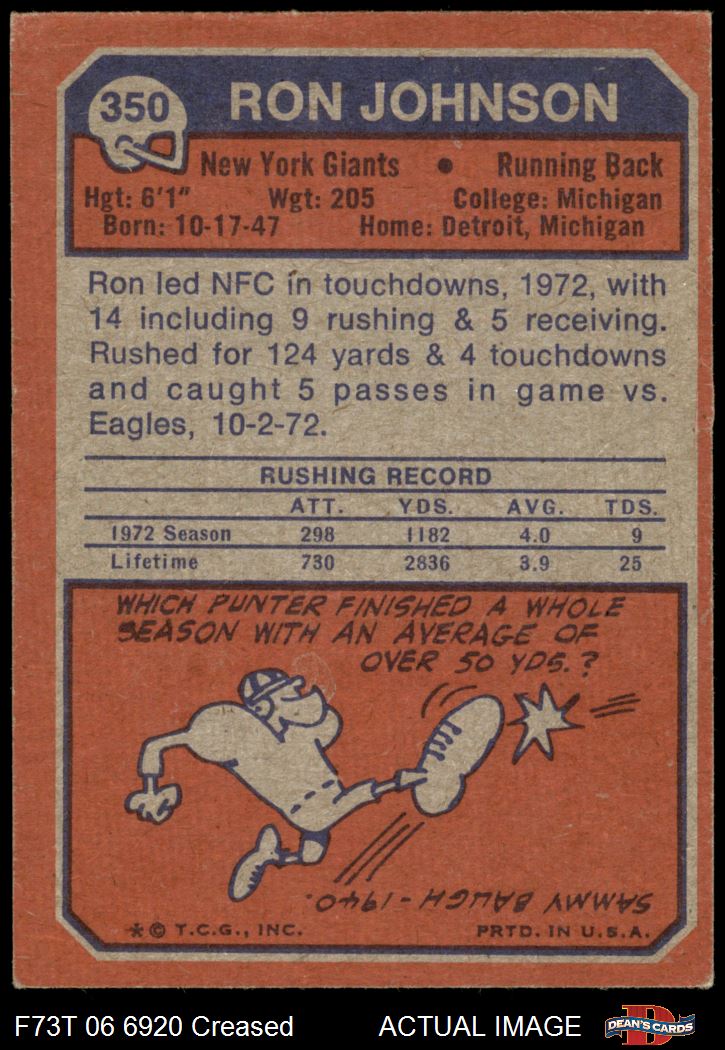 350
RON JOHNSON
New York Giants • Running Back
Hgt: 6'1" Wgt: 205 College: Michigan
Born: 10-17-47 Home: Detroit, Michigan
Ron led NFC in touchdowns, 1972, with
14 including 9 rushing & 5 receiving.
Rushed for 124 yards & 4 touchdowns
and caught 5 passes in game vs.
Eagles, 10-2-72.
RUSHING RECORD
ATT. YDS. AVG. TDS.
1972 Season 298 1182 4.0 9
Lifetime 730 2836 3.9 25
WHICH PUNTER FINISHED A WHOLE
SEASON WITH AN AVERAGE OF
OVER 50 YDS.?
SAMMY BAUGH - 1940.
* © T.C.G., INC. PRTD. IN U.S.A.
F73T 06 6920 Creased ACTUAL IMAGE
D
DEAN'S CARDS